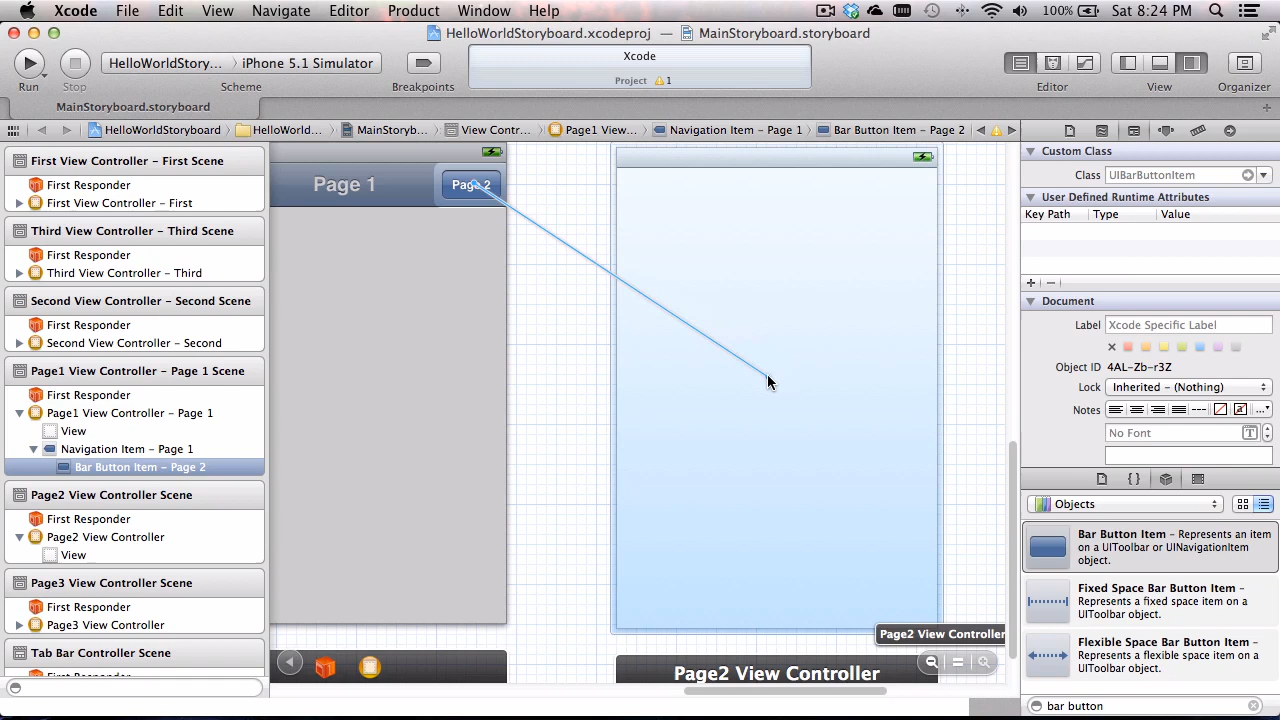 Xcode File Edit View Navigate Editor Product Window Help 100% Sat 8:24 PM
HelloWorldStoryboard.xcodeproj — MainStoryboard.storyboard
HelloWorldStory... iPhone 5.1 Simulator
Xcode
Project 1
Run Stop Scheme Breakpoints Editor View Organizer
MainStoryboard.storyboard
HelloWorldStoryboard HelloWorld... MainStoryb... View Contr... Page1 View... Navigation Item – Page 1 Bar Button Item – Page 2
First View Controller – First Scene
First Responder
First View Controller – First
Third View Controller – Third Scene
First Responder
Third View Controller – Third
Second View Controller – Second Scene
First Responder
Second View Controller – Second
Page1 View Controller – Page 1 Scene
First Responder
Page1 View Controller – Page 1
View
Navigation Item – Page 1
Bar Button Item – Page 2
Page2 View Controller Scene
First Responder
Page2 View Controller
View
Page3 View Controller Scene
First Responder
Page3 View Controller
Tab Bar Controller Scene
Page 1
Page 2
Page2 View Controller
Page2 View Controller
Custom Class
Class UIBarButtonItem
User Defined Runtime Attributes
Key Path Type Value
Document
Label Xcode Specific Label
Object ID 4AL-Zb-r3Z
Lock Inherited – (Nothing)
Notes
No Font
Objects
Bar Button Item – Represents an item
on a UIToolbar or UINavigationItem
object.
Fixed Space Bar Button Item –
Represents a fixed space item on a
UIToolbar object.
Flexible Space Bar Button Item –
Represents a flexible space item on a
UIToolbar object.
bar button